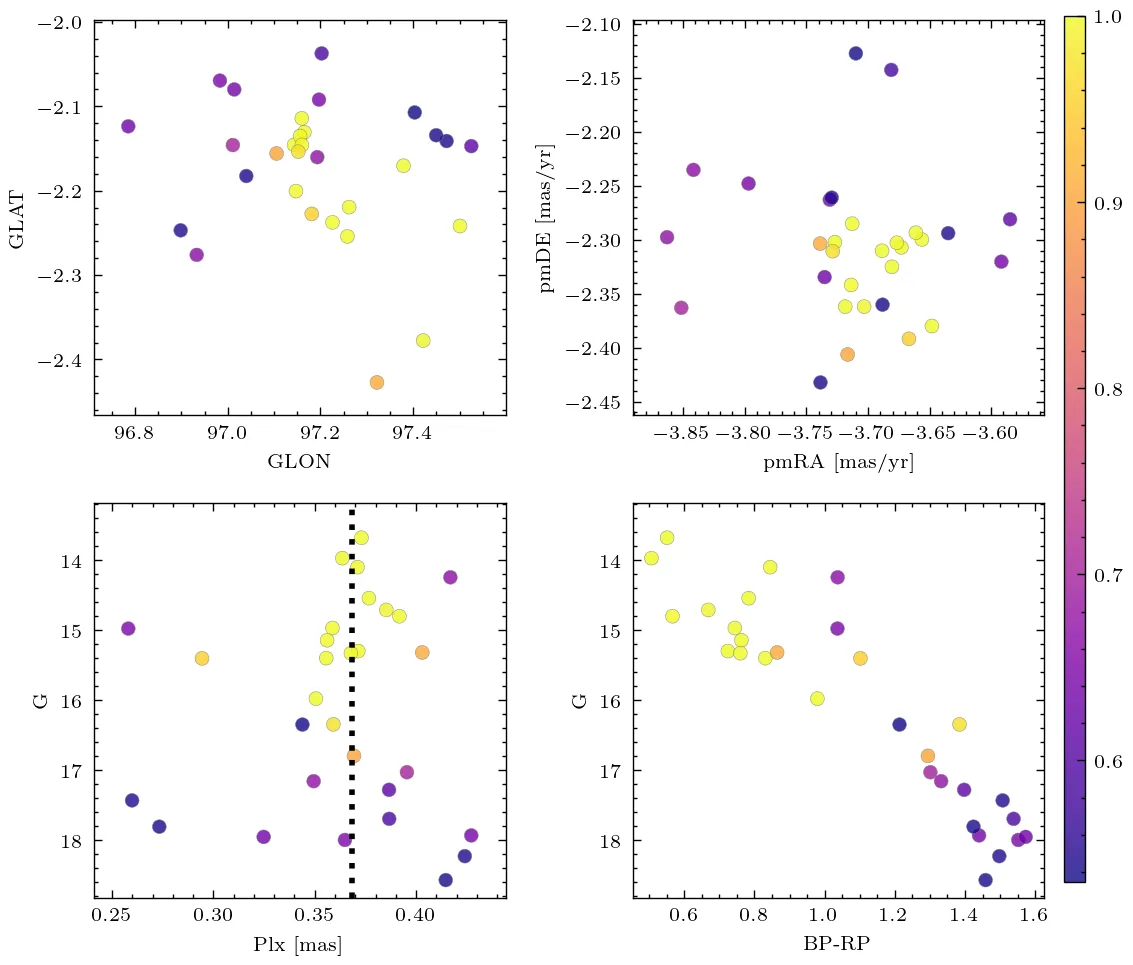 −2.0
−2.1
−2.2
−2.3
−2.4
GLAT
96.8 97.0 97.2 97.4
GLON
−2.10
−2.15
−2.20
−2.25
−2.30
−2.35
−2.40
−2.45
pmDE [mas/yr]
−3.85 −3.80 −3.75 −3.70 −3.65 −3.60
pmRA [mas/yr]
1.0
0.9
0.8
0.7
0.6
14
15
16
17
18
G
0.25 0.30 0.35 0.40
Plx [mas]
14
15
16
17
18
G
0.6 0.8 1.0 1.2 1.4 1.6
BP-RP